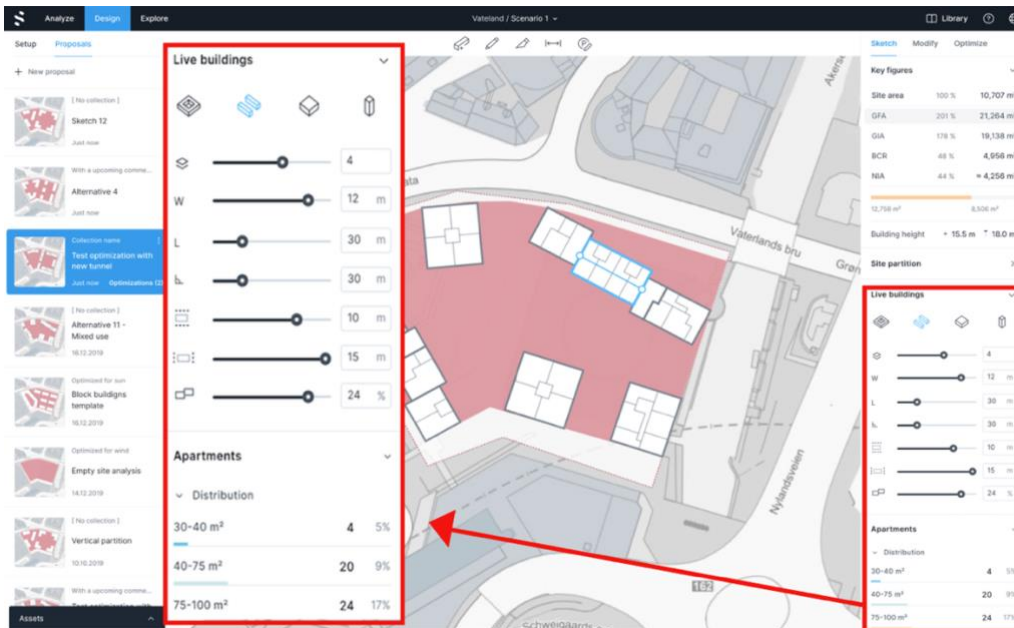 Analyze Design Explore
Vateland / Scenario 1
Library
Setup Proposals
+ New proposal
[ No collection ]
Sketch 12
Just now
With a upcoming comme...
Alternative 4
Just now
Collection name
Test optimization with
new tunnel
Just now Optimizations (2)
[ No collection ]
Alternative 11 -
Mixed use
16.12.2019
Optimized for sun
Block buildigns
template
16.12.2019
Optimized for wind
Empty site analysis
14.12.2019
[ No collection ]
Vertical partition
10.10.2019
With a upcoming comme...
Assets
Live buildings
4
W 12 m
L 30 m
30 m
10 m
15 m
24 %
Apartments
Distribution
30-40 m² 4 5%
40-75 m² 20 9%
75-100 m² 24 17%
Vaterlands bru
Nylandsveien
162
Sketch Modify Optimize
Key figures
Site area 100 % 10,707 m²
GFA 201 % 21,264 m²
GIA 178 % 19,138 m²
BCR 48 % 4,956 m²
NIA 44 % ≈ 4,256 m²
12,758 m² 8,506 m²
Building height 15.5 m 18.0 m
Site partition
Live buildings
4
W 12 m
L 30 m
30 m
10 m
15 m
24 %
Apartments
Distribution
30-40 m² 4 5%
40-75 m² 20 9%
75-100 m² 24 17%